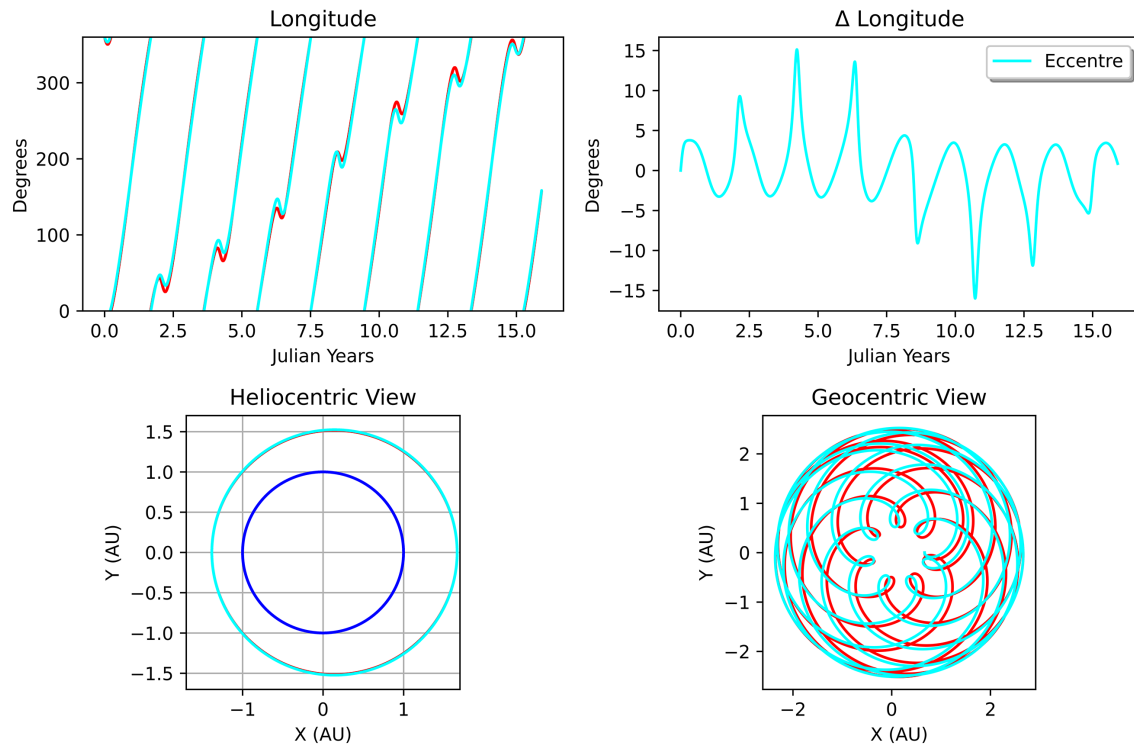 Longitude
Degrees
300
200
100
0
0.0 2.5 5.0 7.5 10.0 12.5 15.0
Julian Years
Δ Longitude
Eccentre
Degrees
15
10
5
0
−5
−10
−15
0.0 2.5 5.0 7.5 10.0 12.5 15.0
Julian Years
Heliocentric View
Y (AU)
1.5
1.0
0.5
0.0
−0.5
−1.0
−1.5
−1 0 1
X (AU)
Geocentric View
Y (AU)
2
1
0
−1
−2
−2 0 2
X (AU)